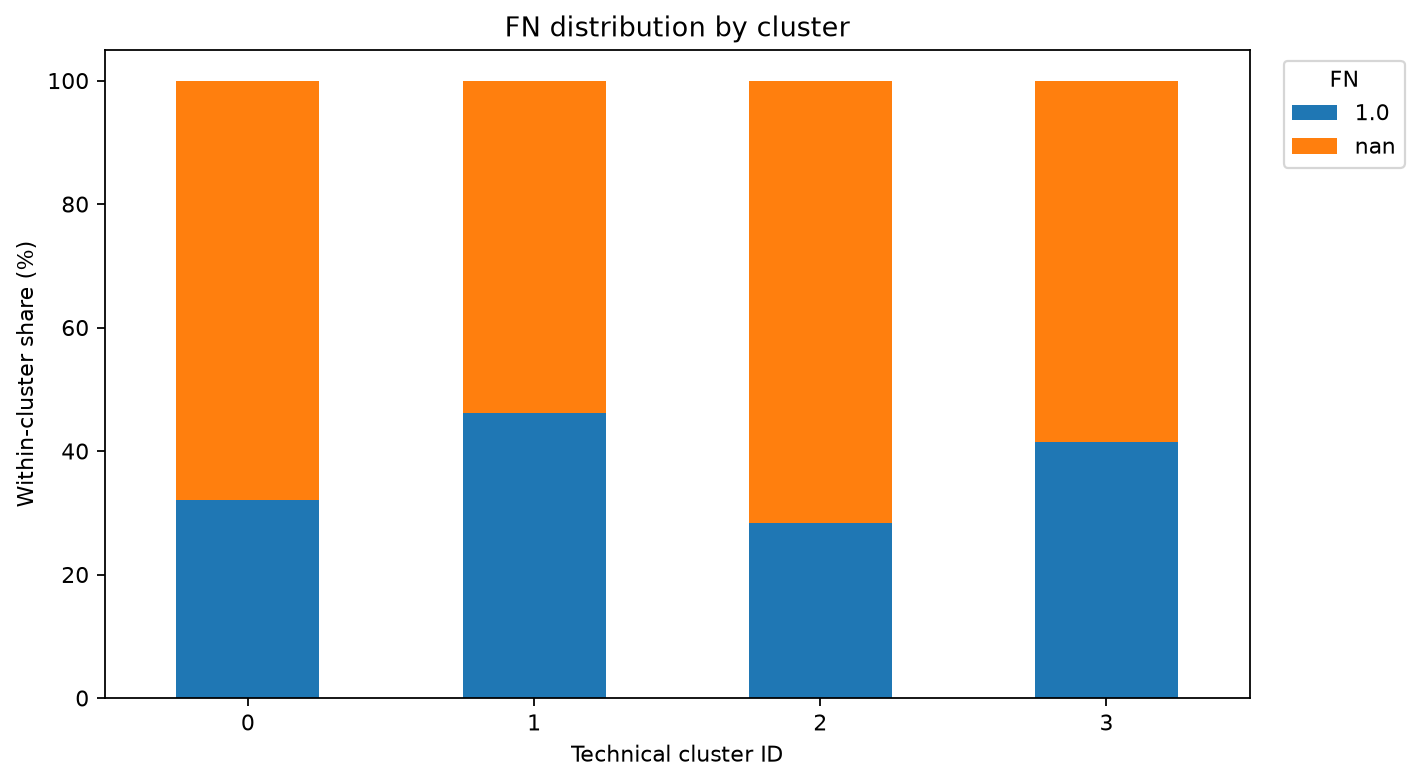 FN distribution by cluster
FN
1.0
nan
Within-cluster share (%)
100
80
60
40
20
0
0 1 2 3
Technical cluster ID